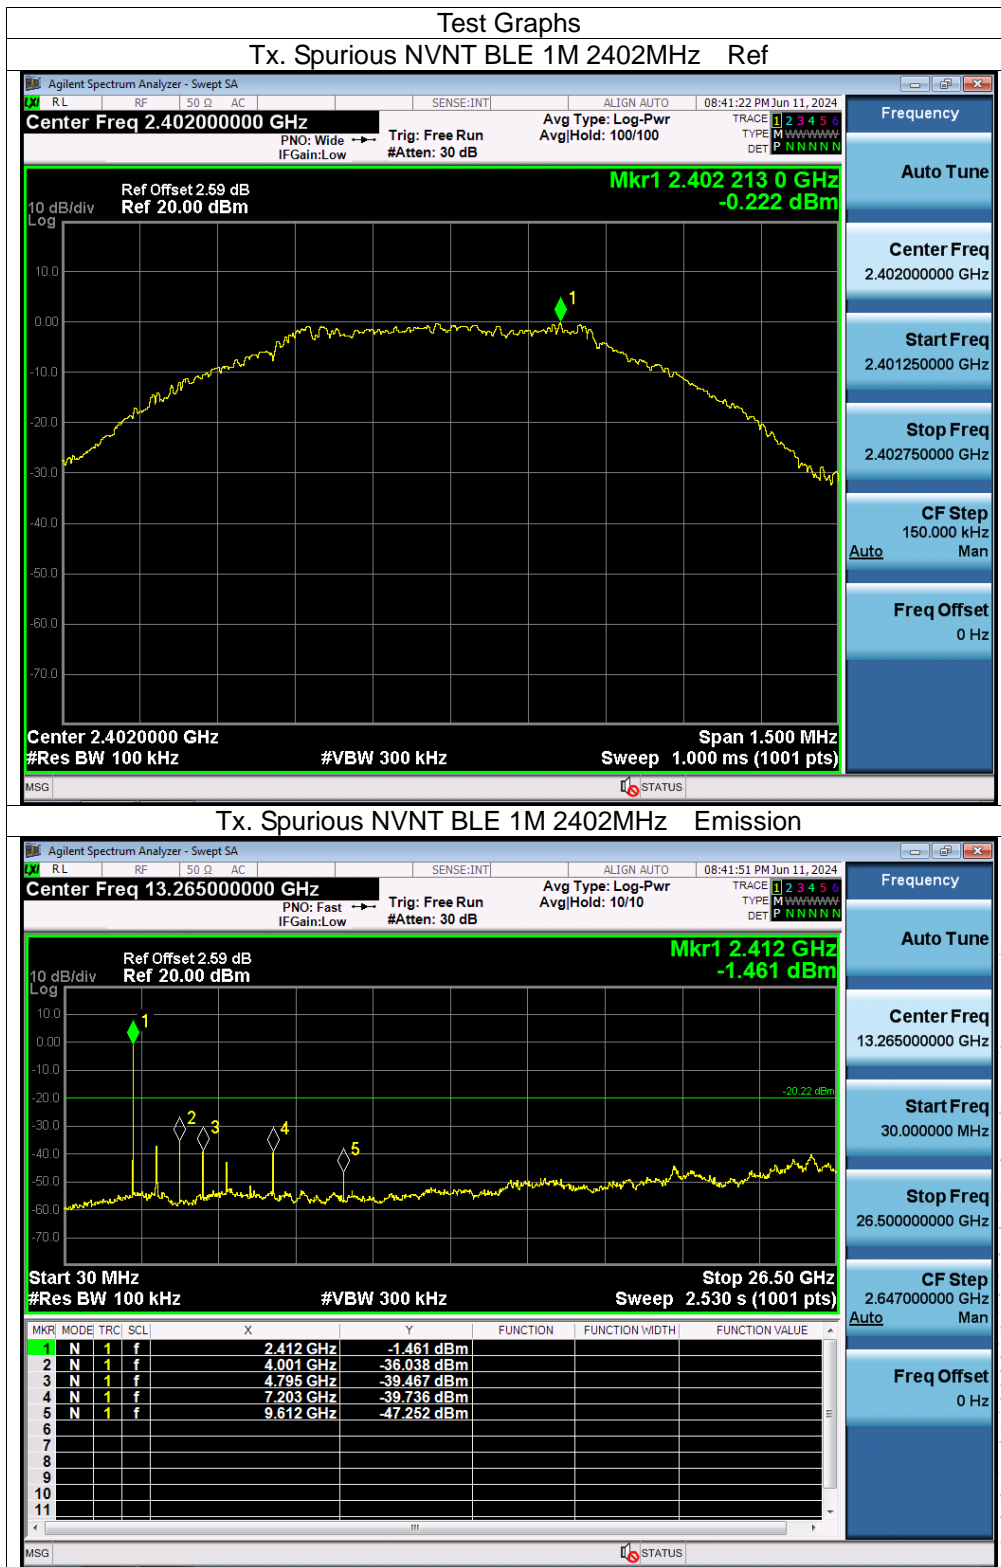 Test Graphs
Tx. Spurious NVNT BLE 1M 2402MHz Ref
Agilent Spectrum Analyzer - Swept SA
LXI RL RF 50 Ω AC SENSE:INT ALIGN AUTO 08:41:22 PM Jun 11, 2024
Center Freq 2.402000000 GHz Avg Type: Log-Pwr TRACE 1 2 3 4 5 6
PNO: Wide Trig: Free Run Avg|Hold: 100/100 TYPE M WWWWW
IFGain:Low #Atten: 30 dB DET P NNNNN
Mkr1 2.402 213 0 GHz
-0.222 dBm
Ref Offset 2.59 dB
10 dB/div Ref 20.00 dBm
Log
10.0
1
0.00
-10.0
-20.0
-30.0
-40.0
-50.0
-60.0
-70.0
Center 2.4020000 GHz Span 1.500 MHz
#Res BW 100 kHz #VBW 300 kHz Sweep 1.000 ms (1001 pts)
MSG STATUS
Frequency
Auto Tune
Center Freq
2.402000000 GHz
Start Freq
2.401250000 GHz
Stop Freq
2.402750000 GHz
CF Step
150.000 kHz
Auto Man
Freq Offset
0 Hz
Tx. Spurious NVNT BLE 1M 2402MHz Emission
Agilent Spectrum Analyzer - Swept SA
LXI RL RF 50 Ω AC SENSE:INT ALIGN AUTO 08:41:51 PM Jun 11, 2024
Center Freq 13.265000000 GHz Avg Type: Log-Pwr TRACE 1 2 3 4 5 6
PNO: Fast Trig: Free Run Avg|Hold: 10/10 TYPE M WWWWW
IFGain:Low #Atten: 30 dB DET P NNNNN
Mkr1 2.412 GHz
-1.461 dBm
Ref Offset 2.59 dB
10 dB/div Ref 20.00 dBm
Log
10.0
1
0.00
-10.0
-20.0 -20.22 dBm
-30.0 2 3 4
-40.0
5
-50.0
-60.0
-70.0
Start 30 MHz Stop 26.50 GHz
#Res BW 100 kHz #VBW 300 kHz Sweep 2.530 s (1001 pts)
MKR MODE TRC SCL X Y FUNCTION FUNCTION WIDTH FUNCTION VALUE
1 N 1 f 2.412 GHz -1.461 dBm
2 N 1 f 4.001 GHz -36.038 dBm
3 N 1 f 4.795 GHz -39.467 dBm
4 N 1 f 7.203 GHz -39.736 dBm
5 N 1 f 9.612 GHz -47.252 dBm
6
7
8
9
10
11
MSG STATUS
Frequency
Auto Tune
Center Freq
13.265000000 GHz
Start Freq
30.000000 MHz
Stop Freq
26.500000000 GHz
CF Step
2.647000000 GHz
Auto Man
Freq Offset
0 Hz